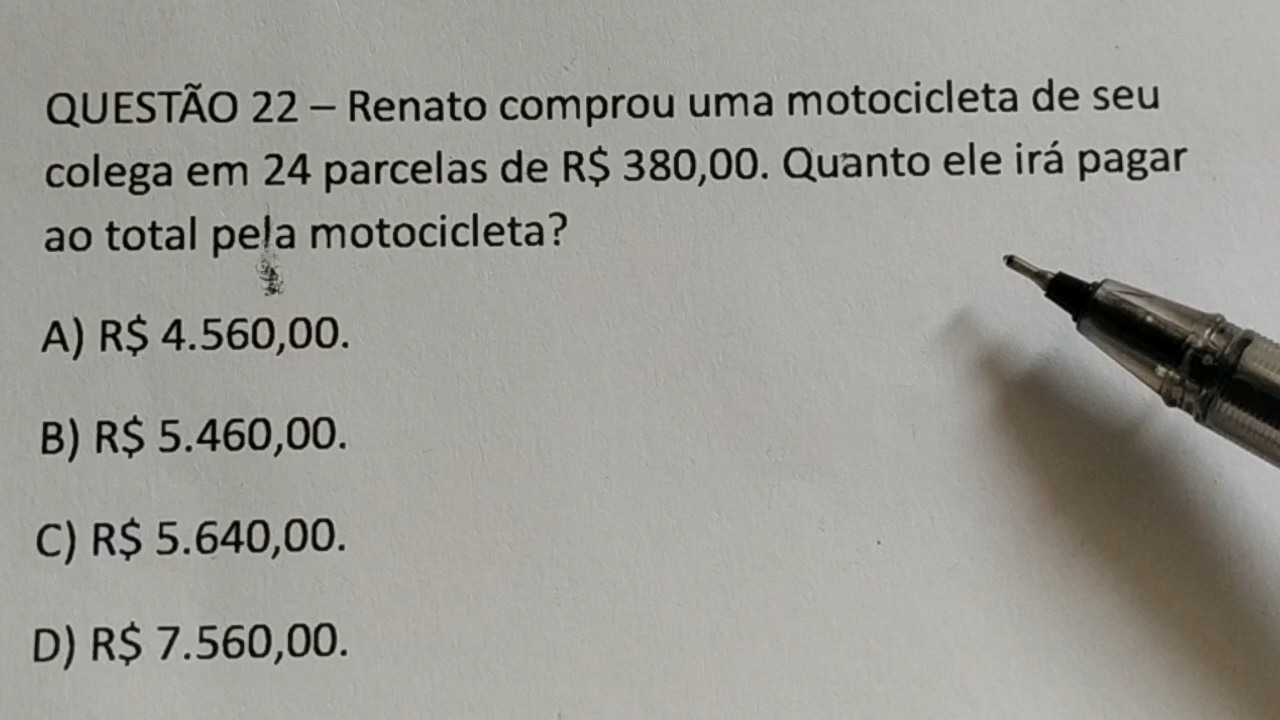 QUESTÃO 22 – Renato comprou uma motocicleta de seu
colega em 24 parcelas de R$ 380,00. Quanto ele irá pagar
ao total pela motocicleta?
A) R$ 4.560,00.
B) R$ 5.460,00.
C) R$ 5.640,00.
D) R$ 7.560,00.